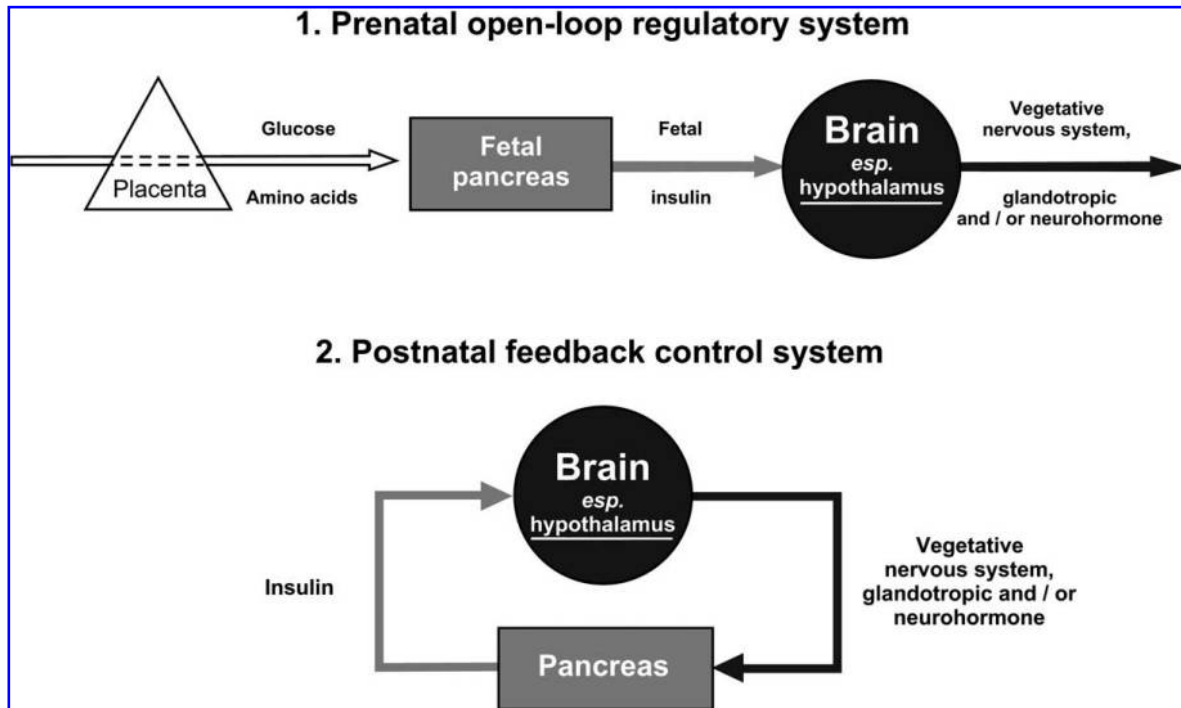 1. Prenatal open-loop regulatory system
Glucose
Amino acids
Placenta
Fetal
pancreas
Fetal
insulin
Brain
esp.
hypothalamus
Vegetative
nervous system,
glandotropic
and / or neurohormone
2. Postnatal feedback control system
Brain
esp.
hypothalamus
Insulin
Vegetative
nervous system,
glandotropic and / or
neurohormone
Pancreas